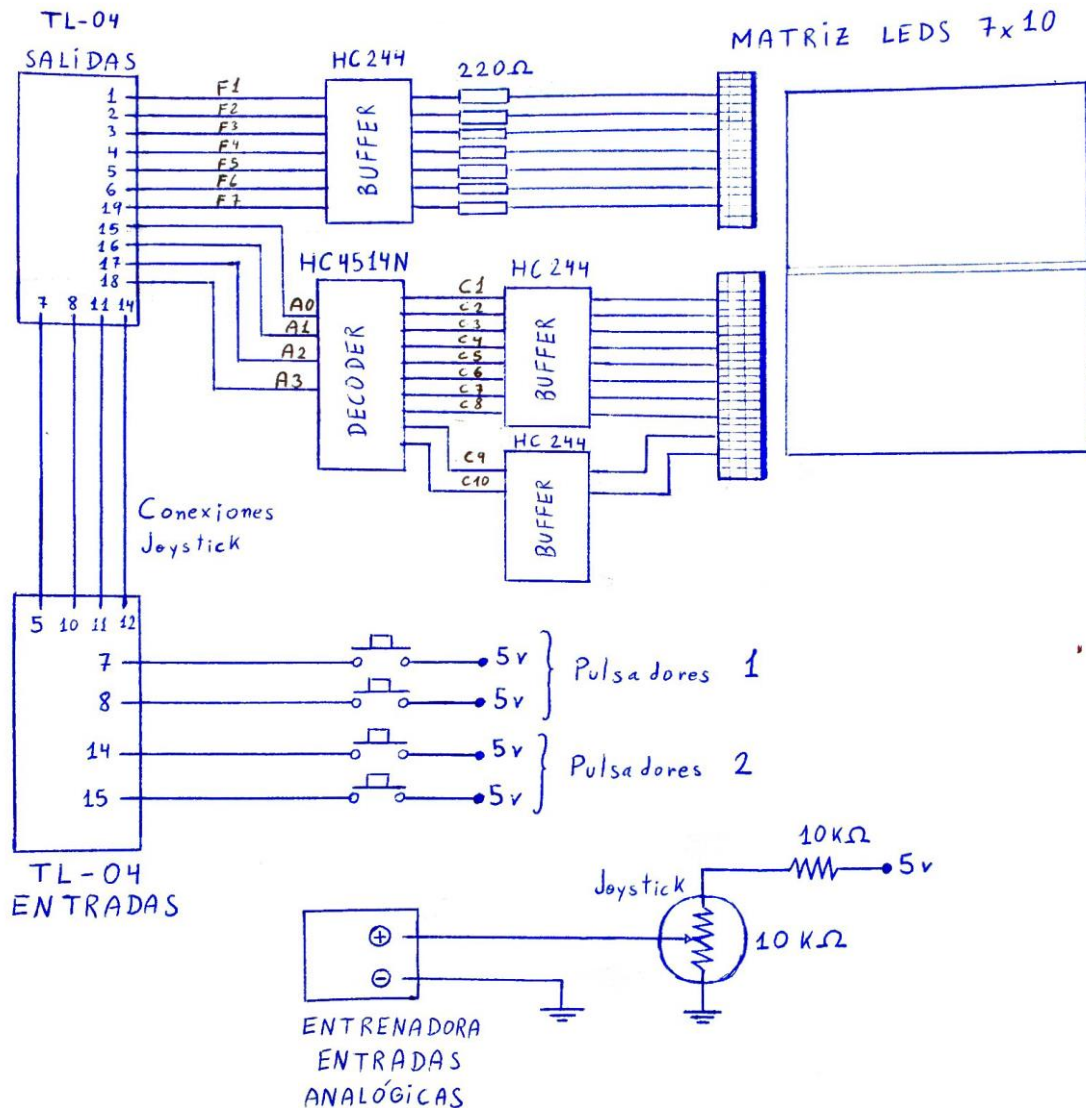 TL-04
SALIDAS
MATRIZ LEDS 7x10
HC244
220Ω
1 F1
2 F2
3 F3
4 F4
5 F5
6 F6
19 F7
BUFFER
15
16
17
18
7 8 11 14
HC4514N
A0
A1
A2
A3
DECODER
C1
C2
C3
C4
C5
C6
C7
C8
C9
C10
HC244
BUFFER
HC244
BUFFER
Conexiones
Joystick
5 10 11 12
7
8
14
15
5v
5v
Pulsadores 1
5v
5v
Pulsadores 2
TL-04
ENTRADAS
10KΩ
5v
Joystick
10KΩ
+
-
ENTRENADORA
ENTRADAS
ANALÓGiCAS